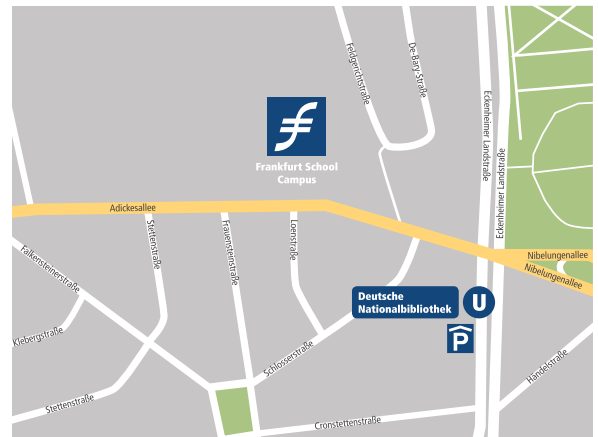 Feldgerichtstraße
De-Bary-Straße
Eckenheimer Landstraße
Eckenheimer Landstraße
Frankfurt School
Campus
Adickesallee
Stettenstraße
Frauensteinstraße
Loenstraße
Falkensteinerstraße
Nibelungenallee
Nibelungenallee
Deutsche
Nationalbibliothek
U
P
Klebergstraße
Schlosserstraße
Händelstraße
Stettenstraße
Cronstettenstraße